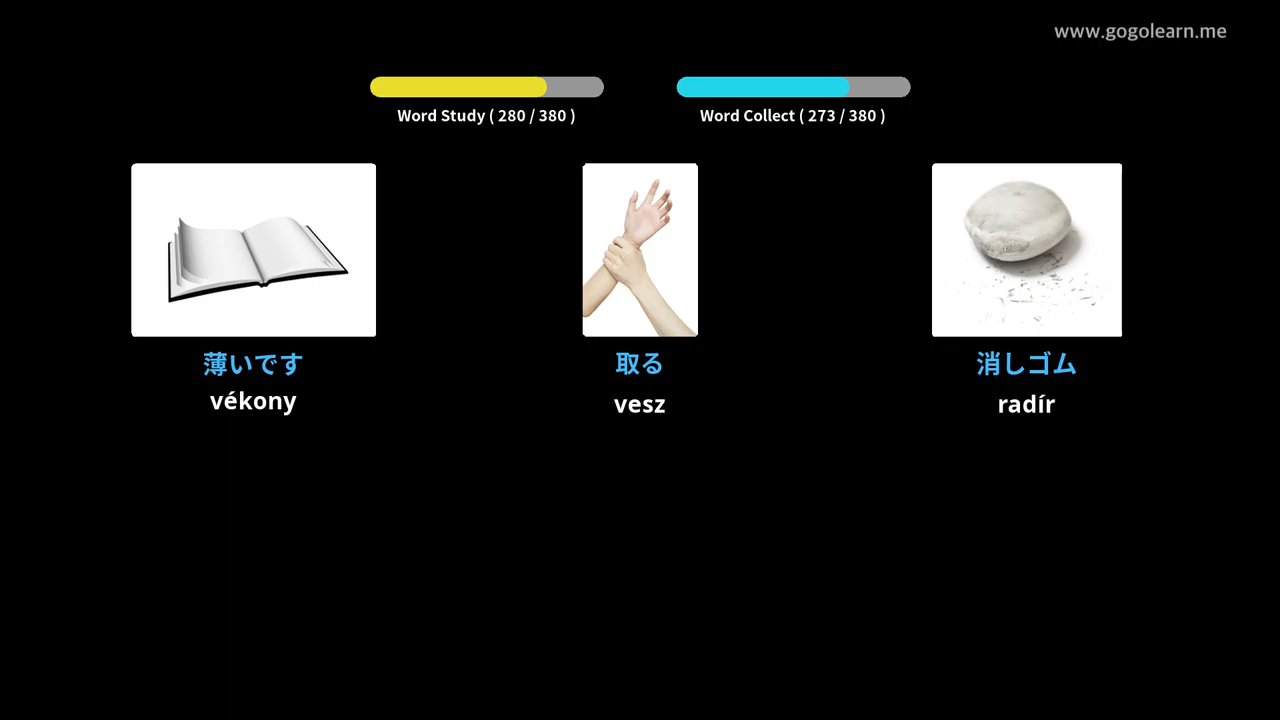 www.gogolearn.me
Word Study ( 280 / 380 )
Word Collect ( 273 / 380 )
薄いです
vékony
取る
vesz
消しゴム
radír